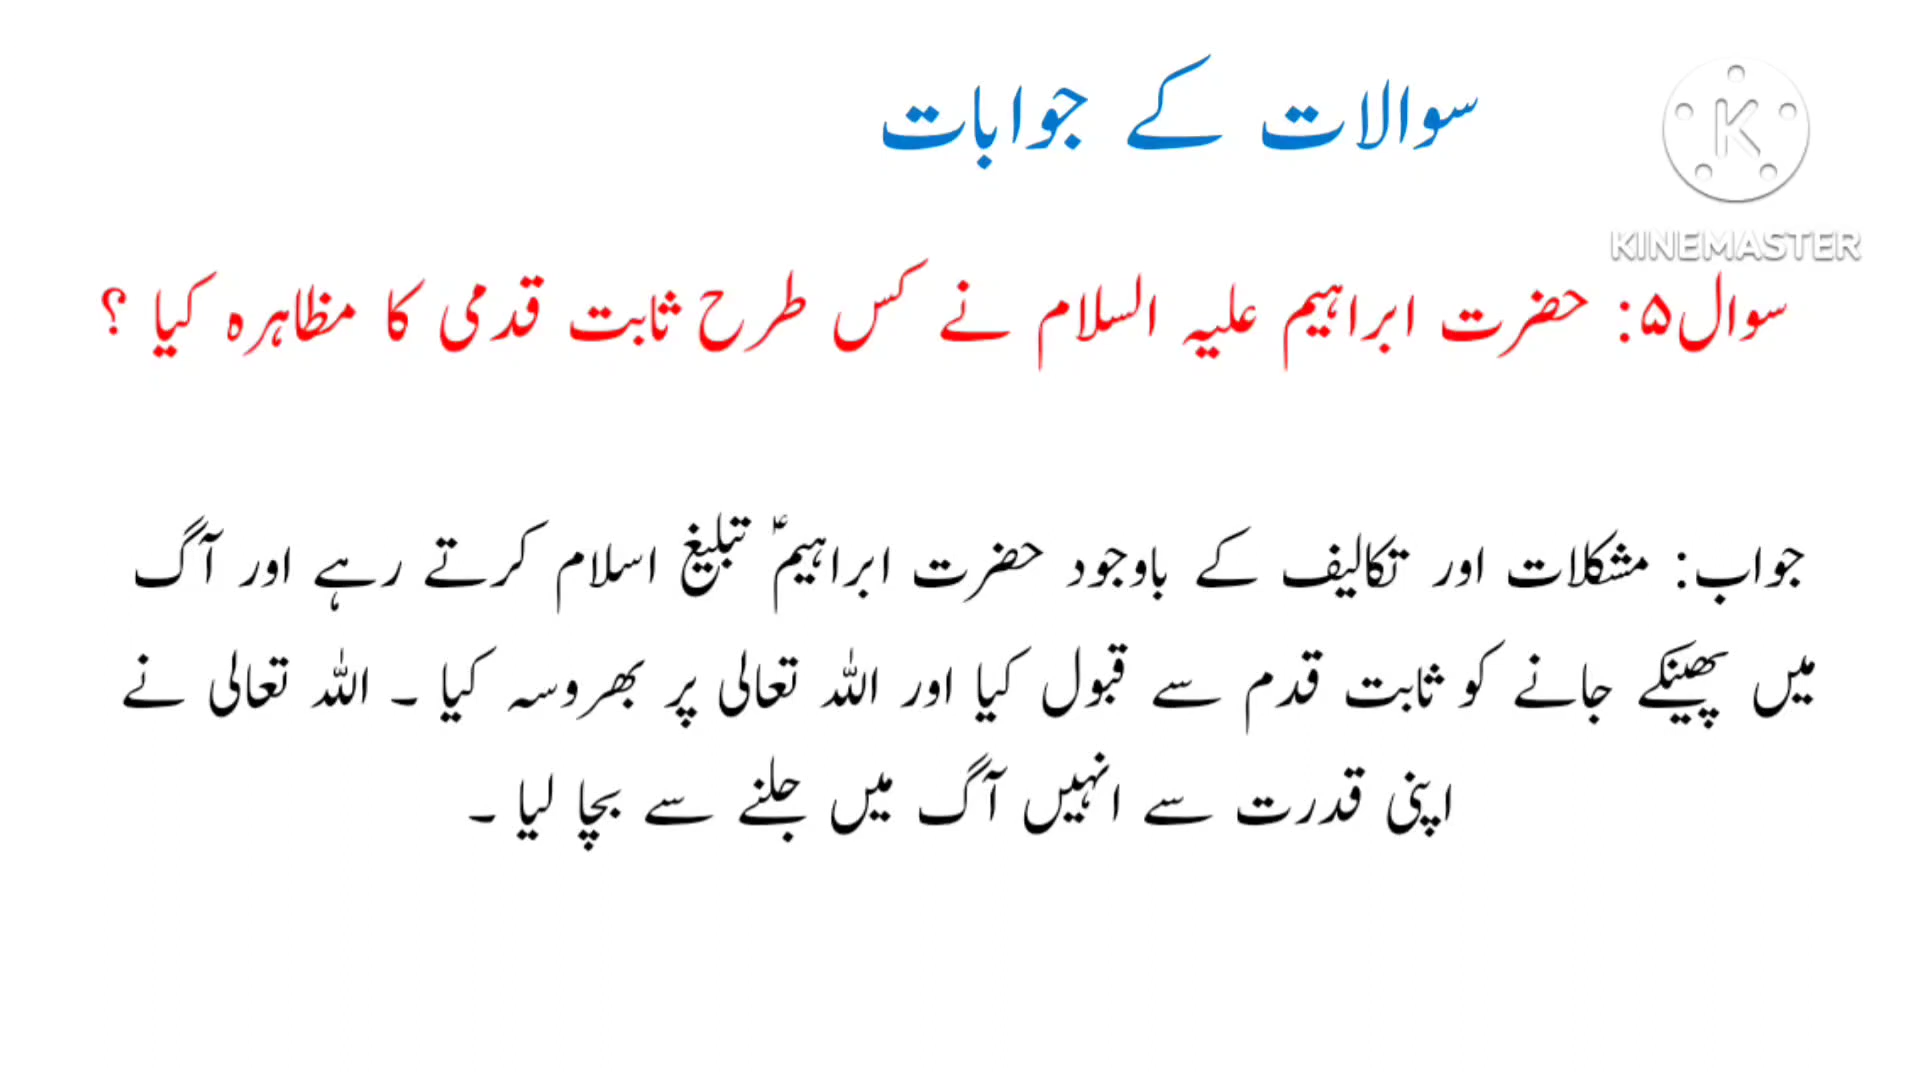 سوالات کے جوابات
KINEMASTER
سوال۵: حضرت ابراہیم علیہ السلام نے کس طرح ثابت قدمی کا مظاہرہ کیا ؟
جواب: مشکلات اور تکالیف کے باوجود حضرت ابراہیمؑ تبلیغ اسلام کرتے رہے اور آگ
میں پھینکے جانے کو ثابت قدم سے قبول کیا اور اللہ تعالی پر بھروسہ کیا ۔ اللہ تعالی نے
اپنی قدرت سے انہیں آگ میں جلنے سے بچا لیا ۔